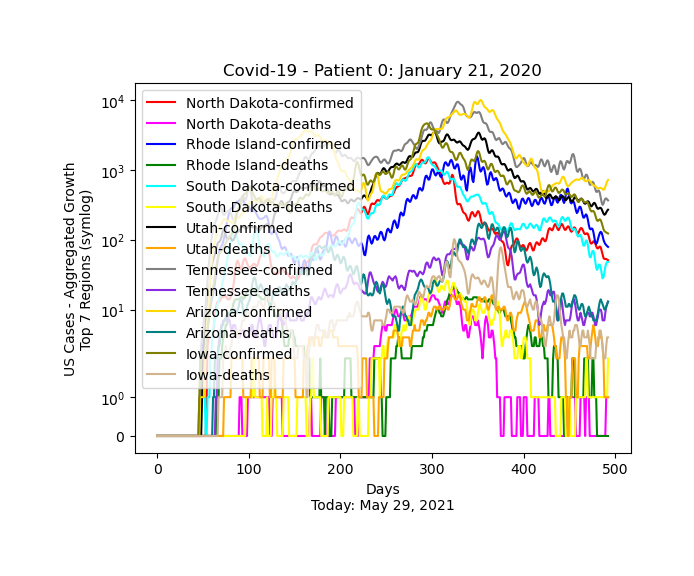 Covid-19 - Patient 0: January 21, 2020
US Cases - Aggregated Growth
Top 7 Regions (symlog)
10^4
10^3
10^2
10^1
10^0
0
North Dakota-confirmed
North Dakota-deaths
Rhode Island-confirmed
Rhode Island-deaths
South Dakota-confirmed
South Dakota-deaths
Utah-confirmed
Utah-deaths
Tennessee-confirmed
Tennessee-deaths
Arizona-confirmed
Arizona-deaths
Iowa-confirmed
Iowa-deaths
0 100 200 300 400 500
Days
Today: May 29, 2021